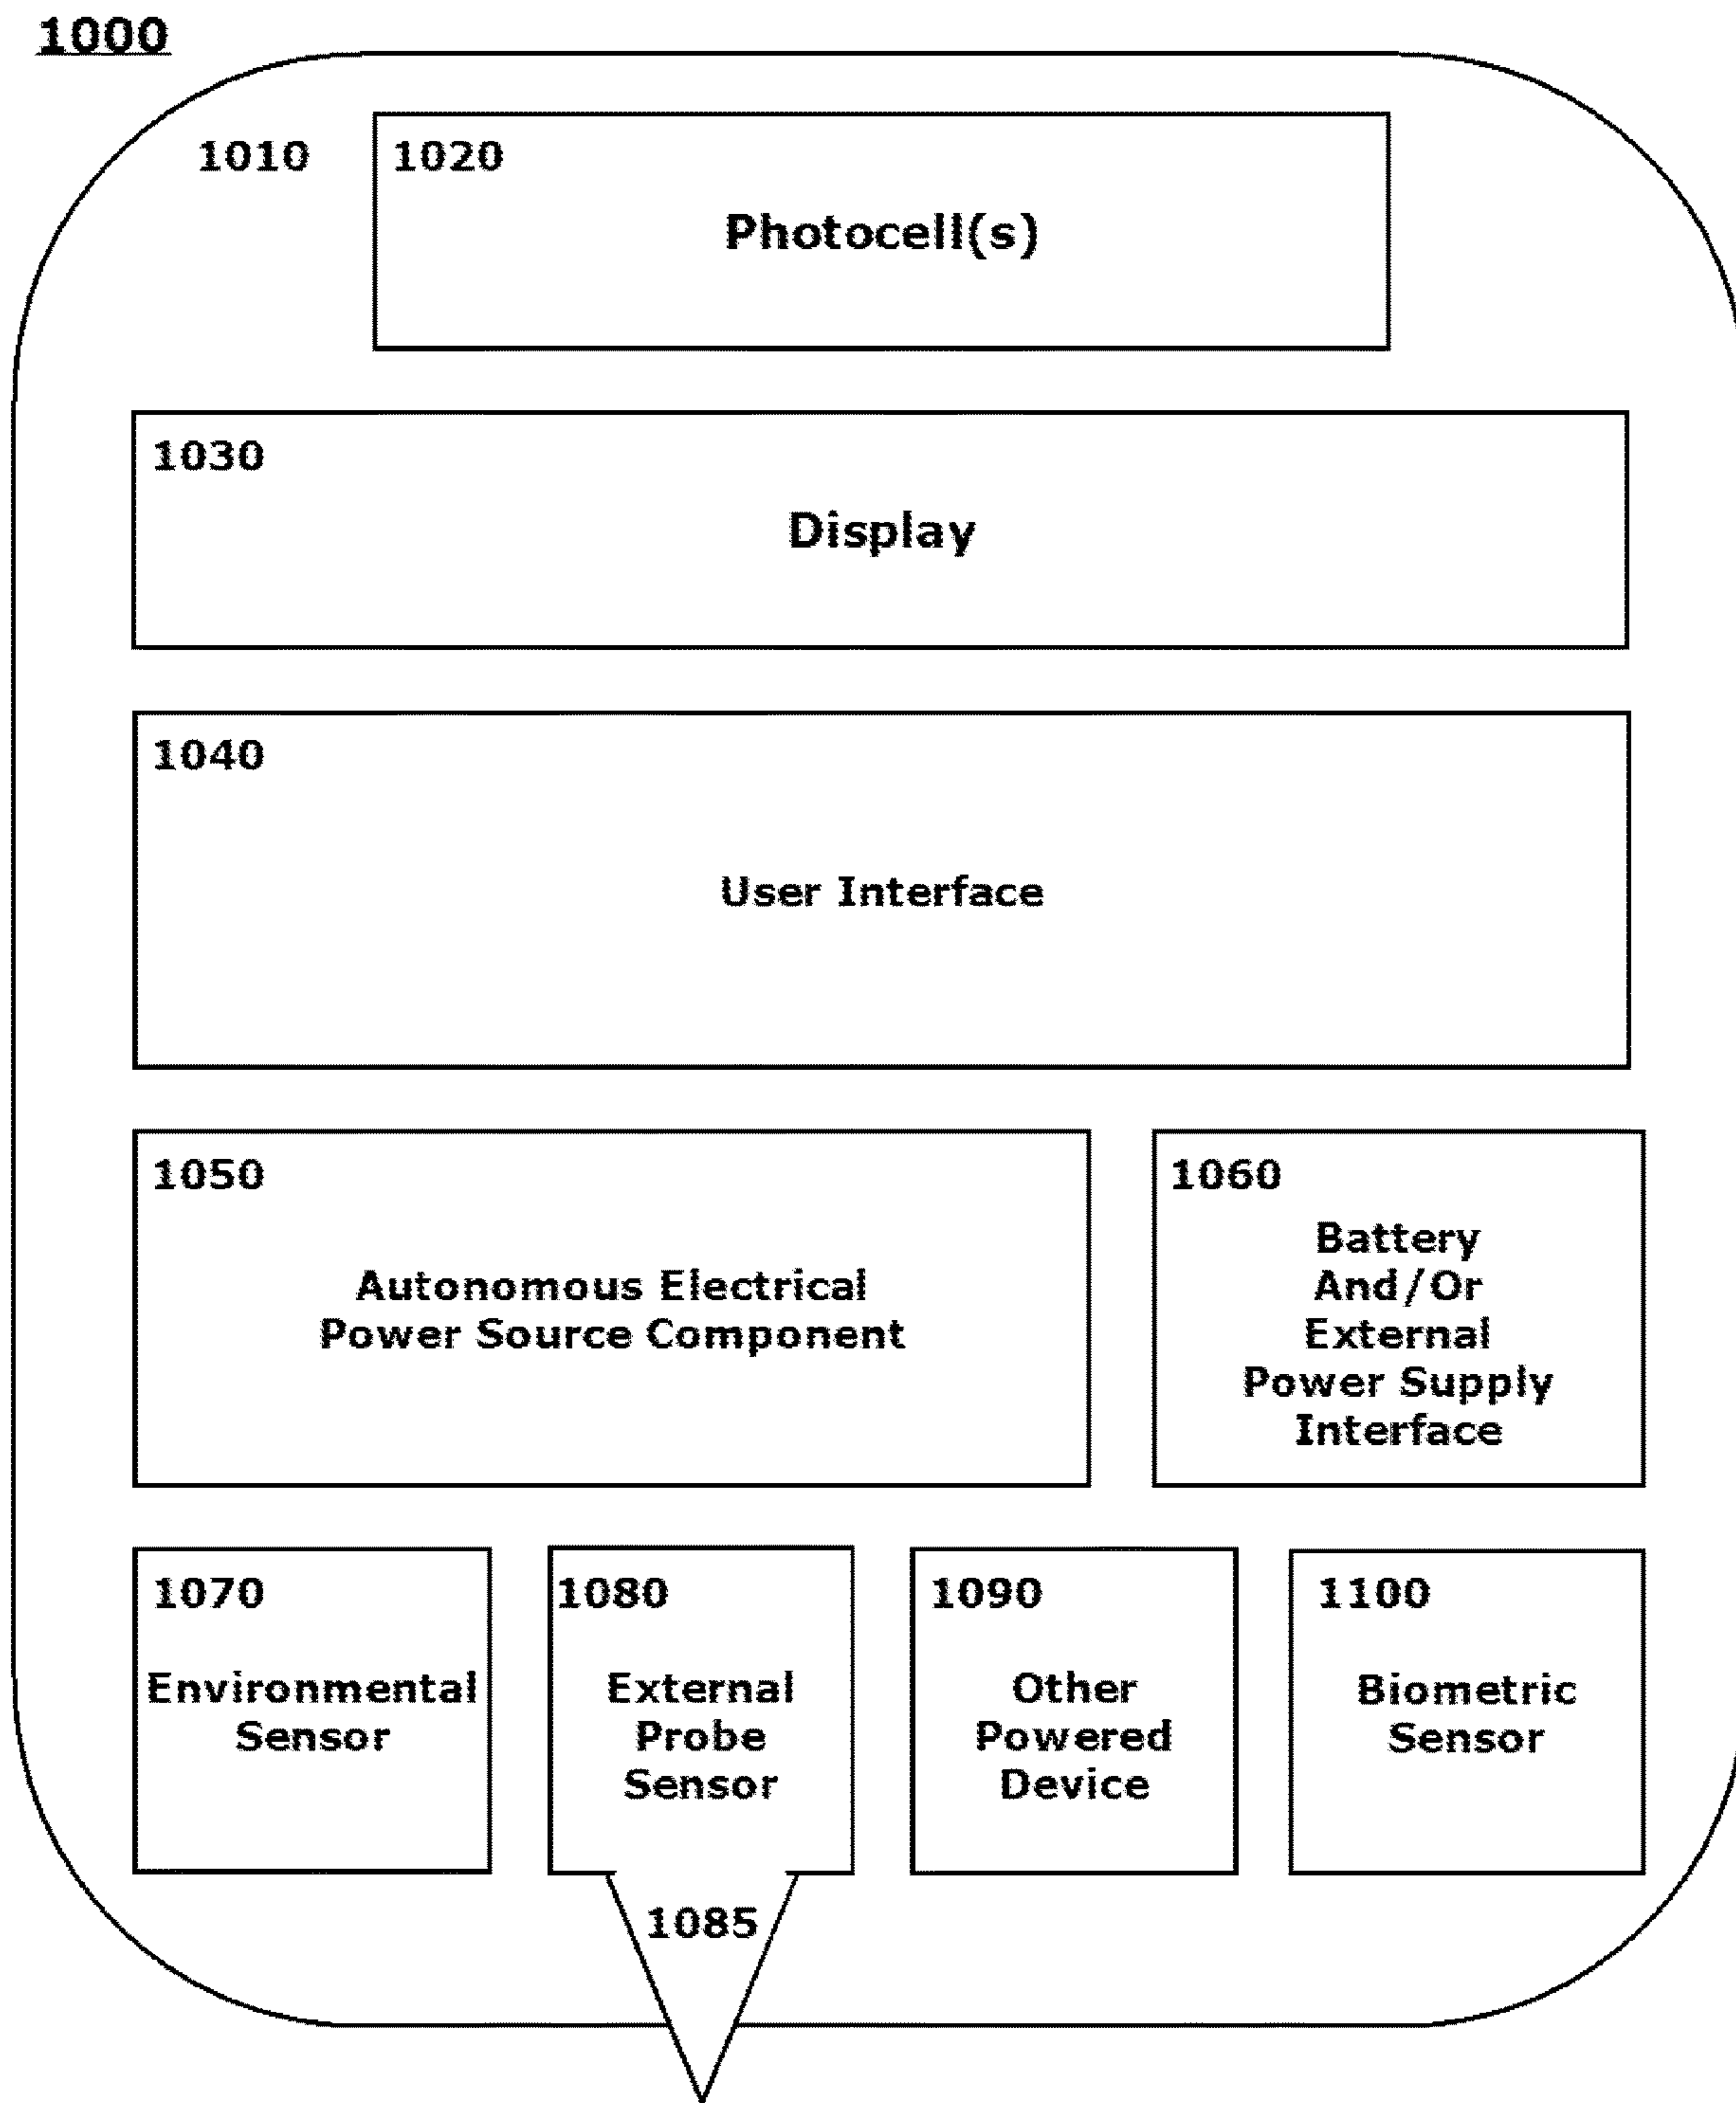 1000
1010
1020
Photocell(s)
1030
Display
1040
User Interface
1050
Autonomous Electrical
Power Source Component
1060
Battery
And/Or
External
Power Supply
Interface
1070
Environmental
Sensor
1080
External
Probe
Sensor
1085
1090
Other
Powered
Device
1100
Biometric
Sensor